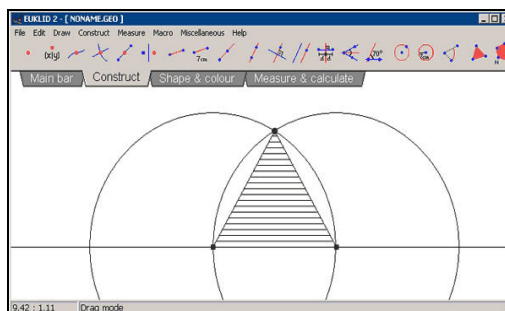 EUKLID 2 - [ NONAME.GEO ]
File Edit Draw Construct Measure Macro Miscellaneous Help
(x|y) 7cm 70°
Main bar Construct Shape & colour Measure & calculate
9.42 : 1.11 Drag mode